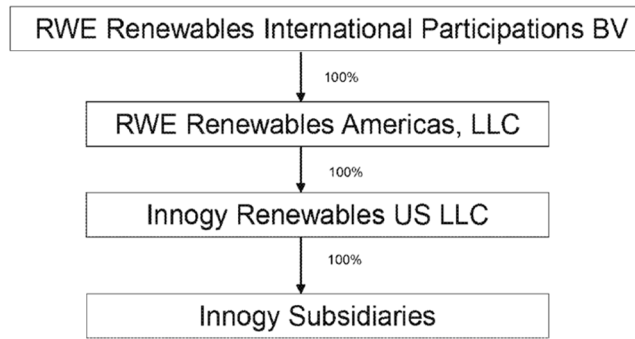 RWE Renewables International Participations BV
100%
RWE Renewables Americas, LLC
100%
Innogy Renewables US LLC
100%
Innogy Subsidiaries